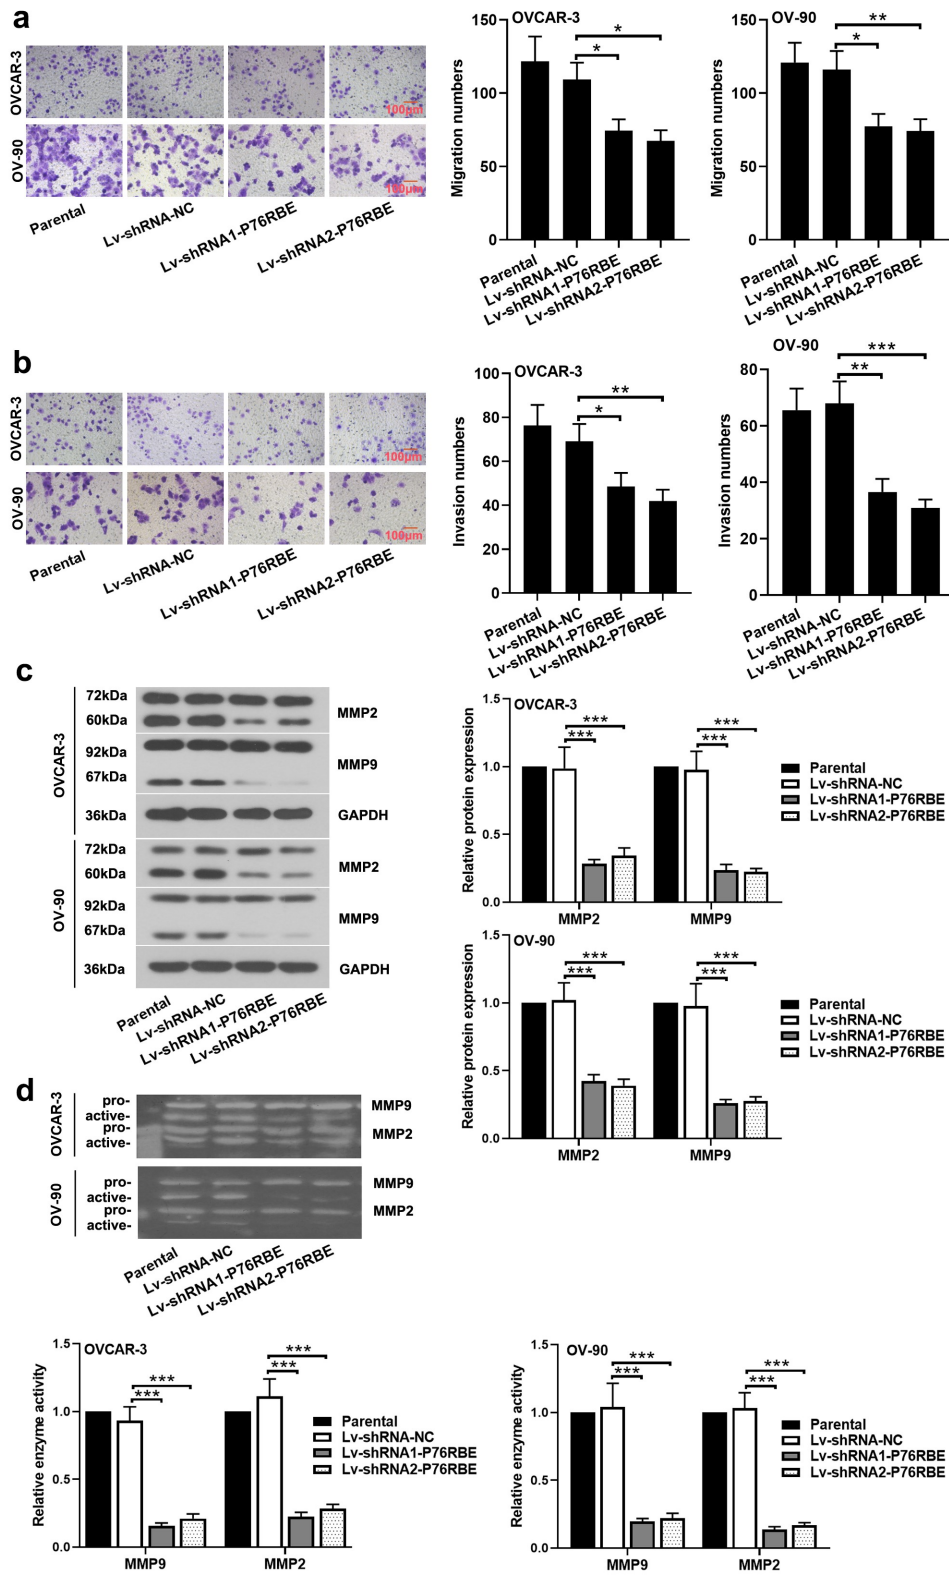 a
OVCAR-3
100μm
OV-90
100μm
Parental
Lv-shRNA-NC
Lv-shRNA1-P76RBE
Lv-shRNA2-P76RBE
OVCAR-3
Migration numbers
150
100
50
0
*
*
Parental
Lv-shRNA-NC
Lv-shRNA1-P76RBE
Lv-shRNA2-P76RBE
OV-90
Migration numbers
150
100
50
0
**
*
Parental
Lv-shRNA-NC
Lv-shRNA1-P76RBE
Lv-shRNA2-P76RBE
b
OVCAR-3
100μm
OV-90
100μm
Parental
Lv-shRNA-NC
Lv-shRNA1-P76RBE
Lv-shRNA2-P76RBE
OVCAR-3
Invasion numbers
100
80
60
40
20
0
**
*
Parental
Lv-shRNA-NC
Lv-shRNA1-P76RBE
Lv-shRNA2-P76RBE
OV-90
Invasion numbers
80
60
40
20
0
***
**
Parental
Lv-shRNA-NC
Lv-shRNA1-P76RBE
Lv-shRNA2-P76RBE
c
OVCAR-3
72kDa
60kDa
MMP2
92kDa
67kDa
MMP9
36kDa
GAPDH
OV-90
72kDa
60kDa
MMP2
92kDa
67kDa
MMP9
36kDa
GAPDH
Parental
Lv-shRNA-NC
Lv-shRNA1-P76RBE
Lv-shRNA2-P76RBE
OVCAR-3
Relative protein expression
1.5
1.0
0.5
0.0
***
***
***
***
MMP2
MMP9
Parental
Lv-shRNA-NC
Lv-shRNA1-P76RBE
Lv-shRNA2-P76RBE
OV-90
Relative protein expression
1.5
1.0
0.5
0.0
***
***
***
***
MMP2
MMP9
Parental
Lv-shRNA-NC
Lv-shRNA1-P76RBE
Lv-shRNA2-P76RBE
d
OVCAR-3
pro-
active-
pro-
active-
MMP9
MMP2
OV-90
pro-
active-
pro-
active-
MMP9
MMP2
Parental
Lv-shRNA-NC
Lv-shRNA1-P76RBE
Lv-shRNA2-P76RBE
OVCAR-3
Relative enzyme activity
1.5
1.0
0.5
0.0
***
***
***
***
MMP9
MMP2
Parental
Lv-shRNA-NC
Lv-shRNA1-P76RBE
Lv-shRNA2-P76RBE
OV-90
Relative enzyme activity
1.5
1.0
0.5
0.0
***
***
***
***
MMP9
MMP2
Parental
Lv-shRNA-NC
Lv-shRNA1-P76RBE
Lv-shRNA2-P76RBE